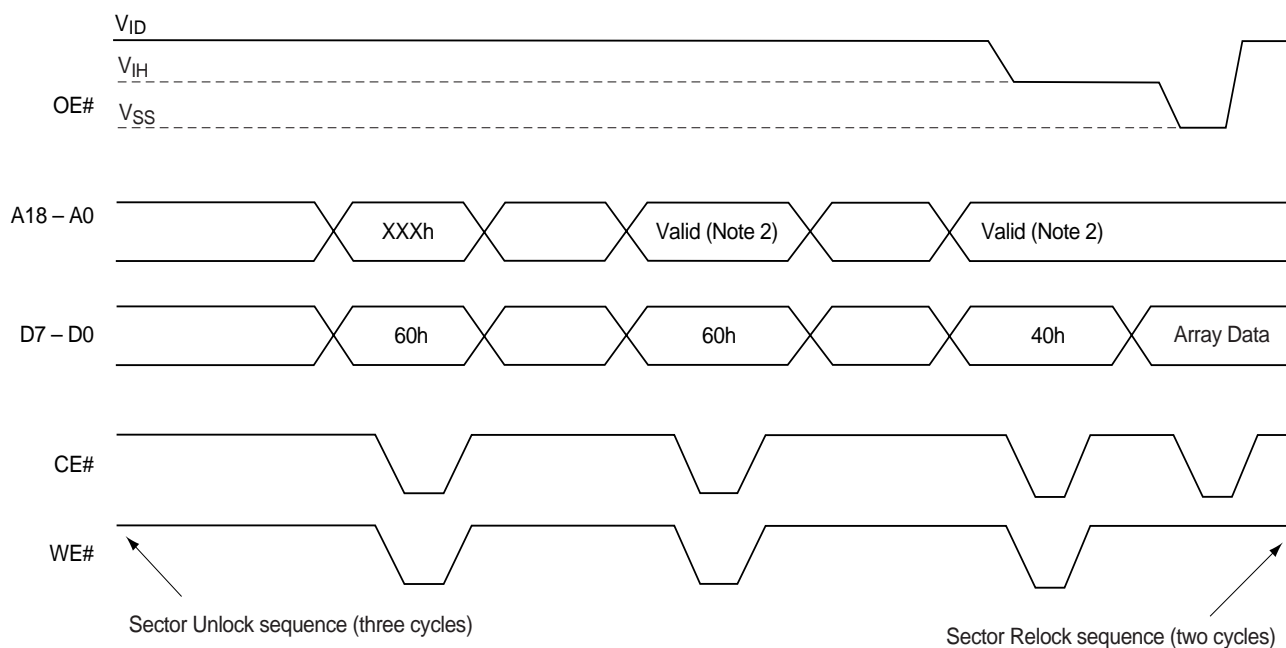 VID
VIH
OE#
VSS
A18 – A0
XXXh
Valid (Note 2)
Valid (Note 2)
D7 – D0
60h
60h
40h
Array Data
CE#
WE#
Sector Unlock sequence (three cycles)
Sector Relock sequence (two cycles)